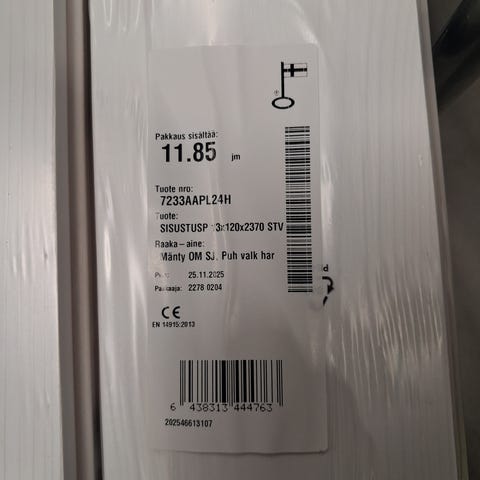 Pakkaus sisältää:
11.85 jm
Tuote nro:
7233AAPL24H
Tuote:
SISUSTUSP 3x120x2370 STV
Raaka-aine:
Mänty OM SJ. Puh valk har
25.11.2025
Pakkaaja: 2278 0204
CE
EN 14915:2013
6 438313 444763
202546613107